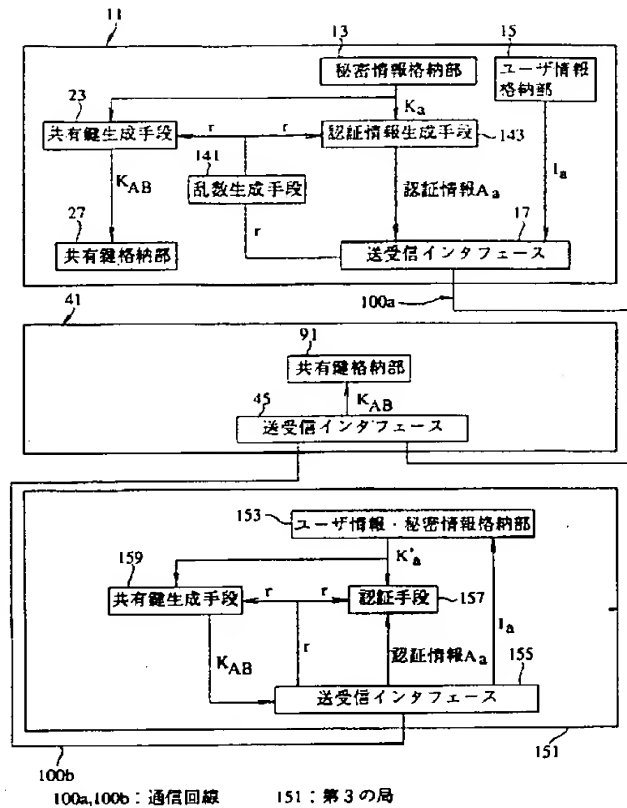 11
13
15
秘密情報格納部
ユーザ情報
格納部
23
Ka
共有鍵生成手段
r
r
認証情報生成手段
143
141
KAB
乱数生成手段
認証情報Aa
Ia
27
r
17
共有鍵格納部
送受信インタフェース
100a
41
91
共有鍵格納部
45
KAB
送受信インタフェース
153
ユーザ情報・秘密情報格納部
159
K'a
共有鍵生成手段
r
r
認証手段
157
Ia
KAB
r
認証情報Aa
155
送受信インタフェース
100b
151
100a,100b:通信回線
151:第3の局